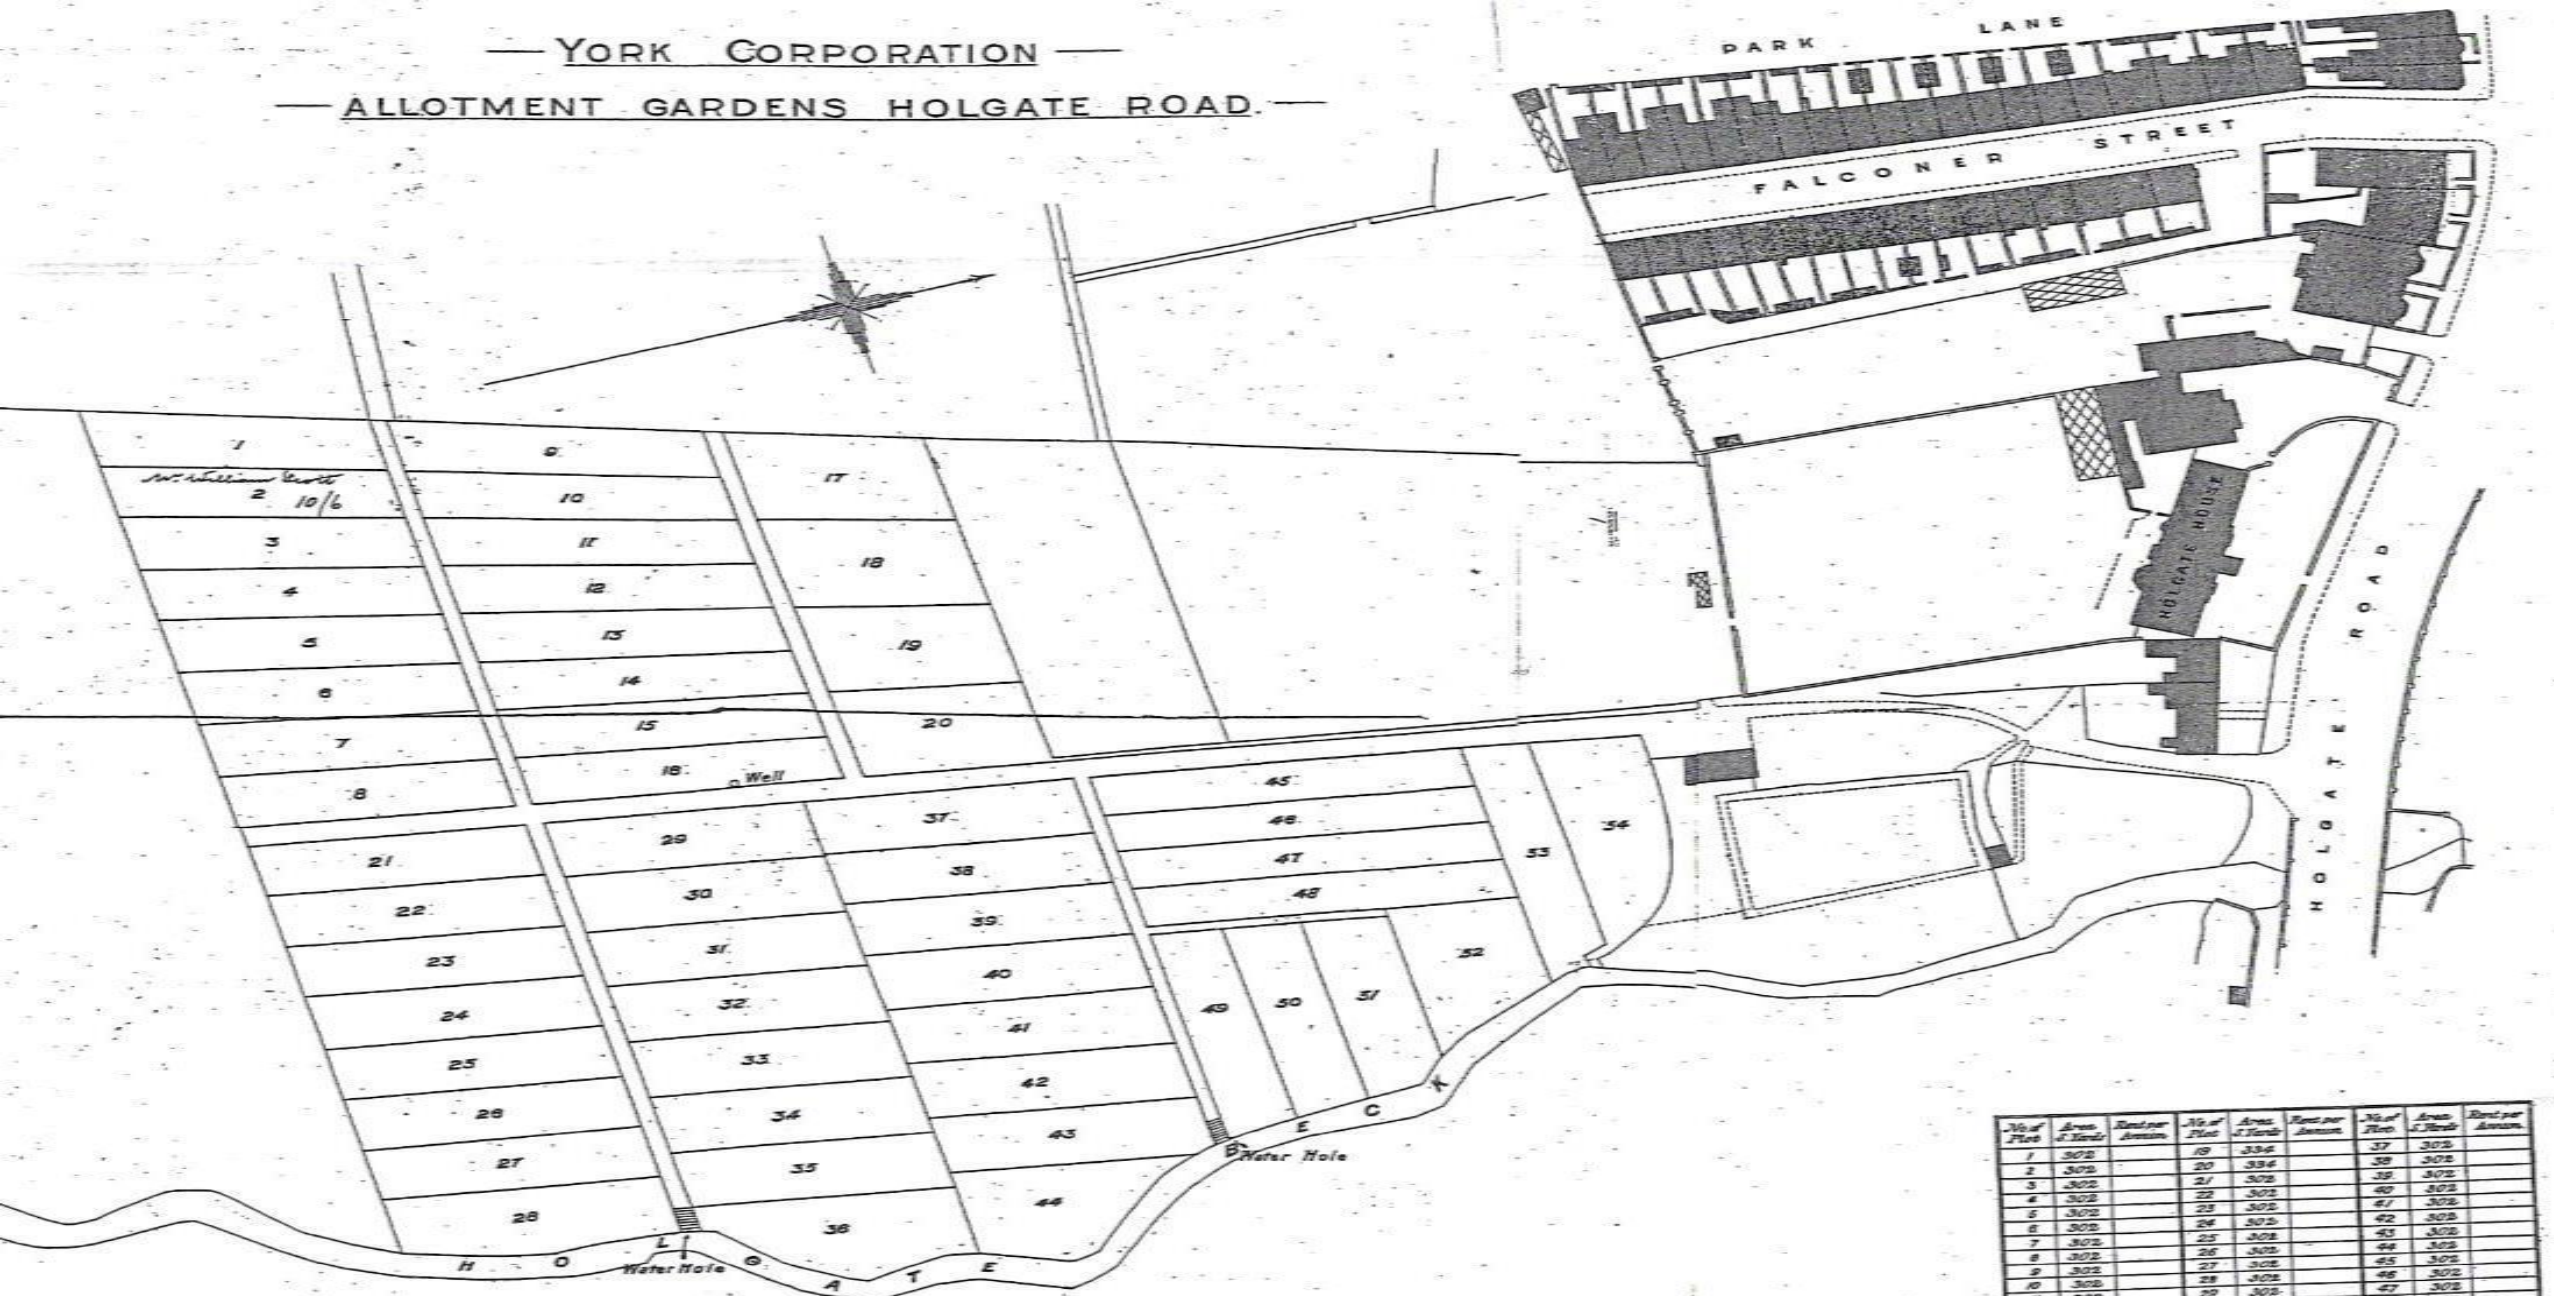 YORK CORPORATION
ALLOTMENT GARDENS HOLGATE ROAD.
PARK LANE
FALCONER STREET
HOLGATE HOUSE
HOLGATE ROAD
1
Mr. William
2 10/6
3
4
5
6
7
8
9
10
11
12
13
14
15
16
Well
17
18
19
20
21
22
23
24
25
26
27
28
29
30
31
32
33
34
35
36
37
38
39
40
41
42
43
44
45
46
47
48
49
50
51
52
53
54
Water Hole
Water Hole
HOLGATE BECK
No. of Plot Area S. Yards Rent per Annum No. of Plot Area S. Yards Rent per Annum No. of Plot Area S. Yards Rent per Annum
1 302 19 334 37 302
2 302 20 334 38 302
3 302 21 302 39 302
4 302 22 302 40 302
5 302 23 302 41 302
6 302 24 302 42 302
7 302 25 302 43 302
8 302 26 302 44 302
9 302 27 302 45 302
10 302 28 302 46 302
29 302 47 302